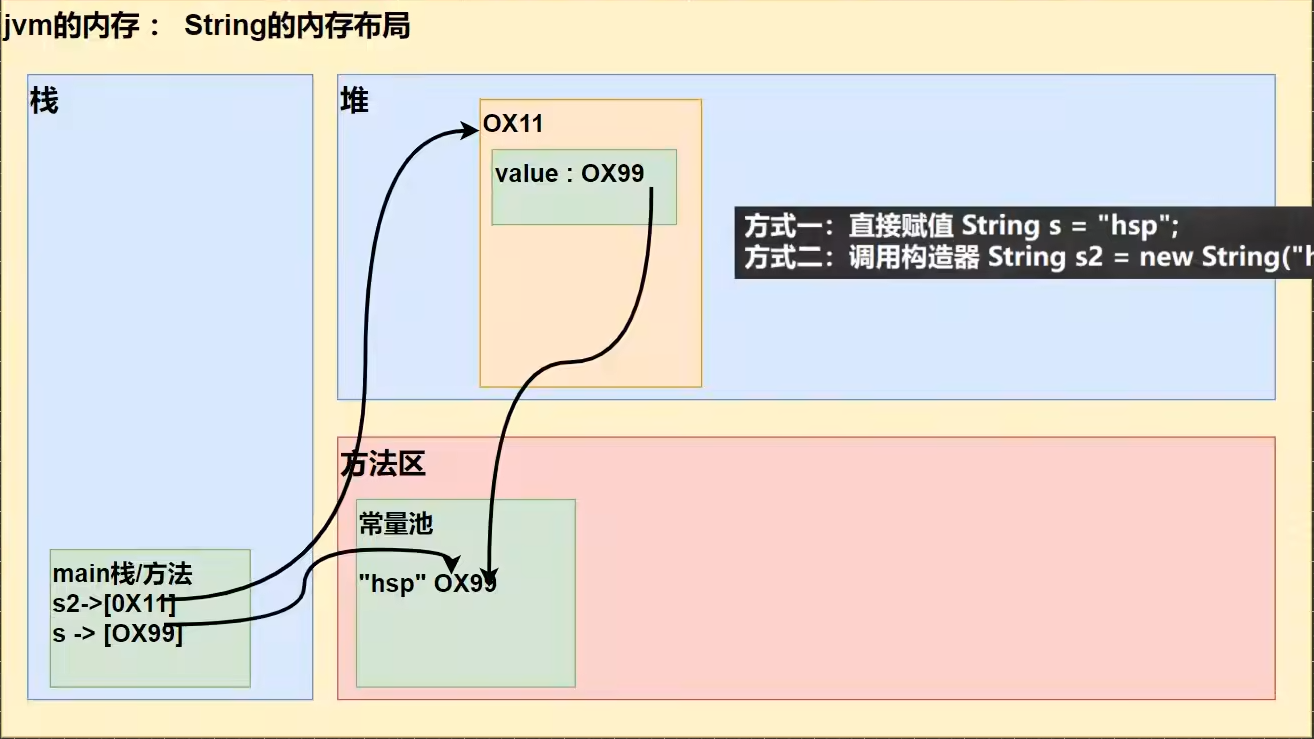 jvm的内存： String的内存布局
栈
堆
OX11
value : OX99
方式一：直接赋值 String s = "hsp";
方式二：调用构造器 String s2 = new String("h
方法区
常量池
"hsp" OX99
main栈/方法
s2->[0X11]
s -> [OX99]